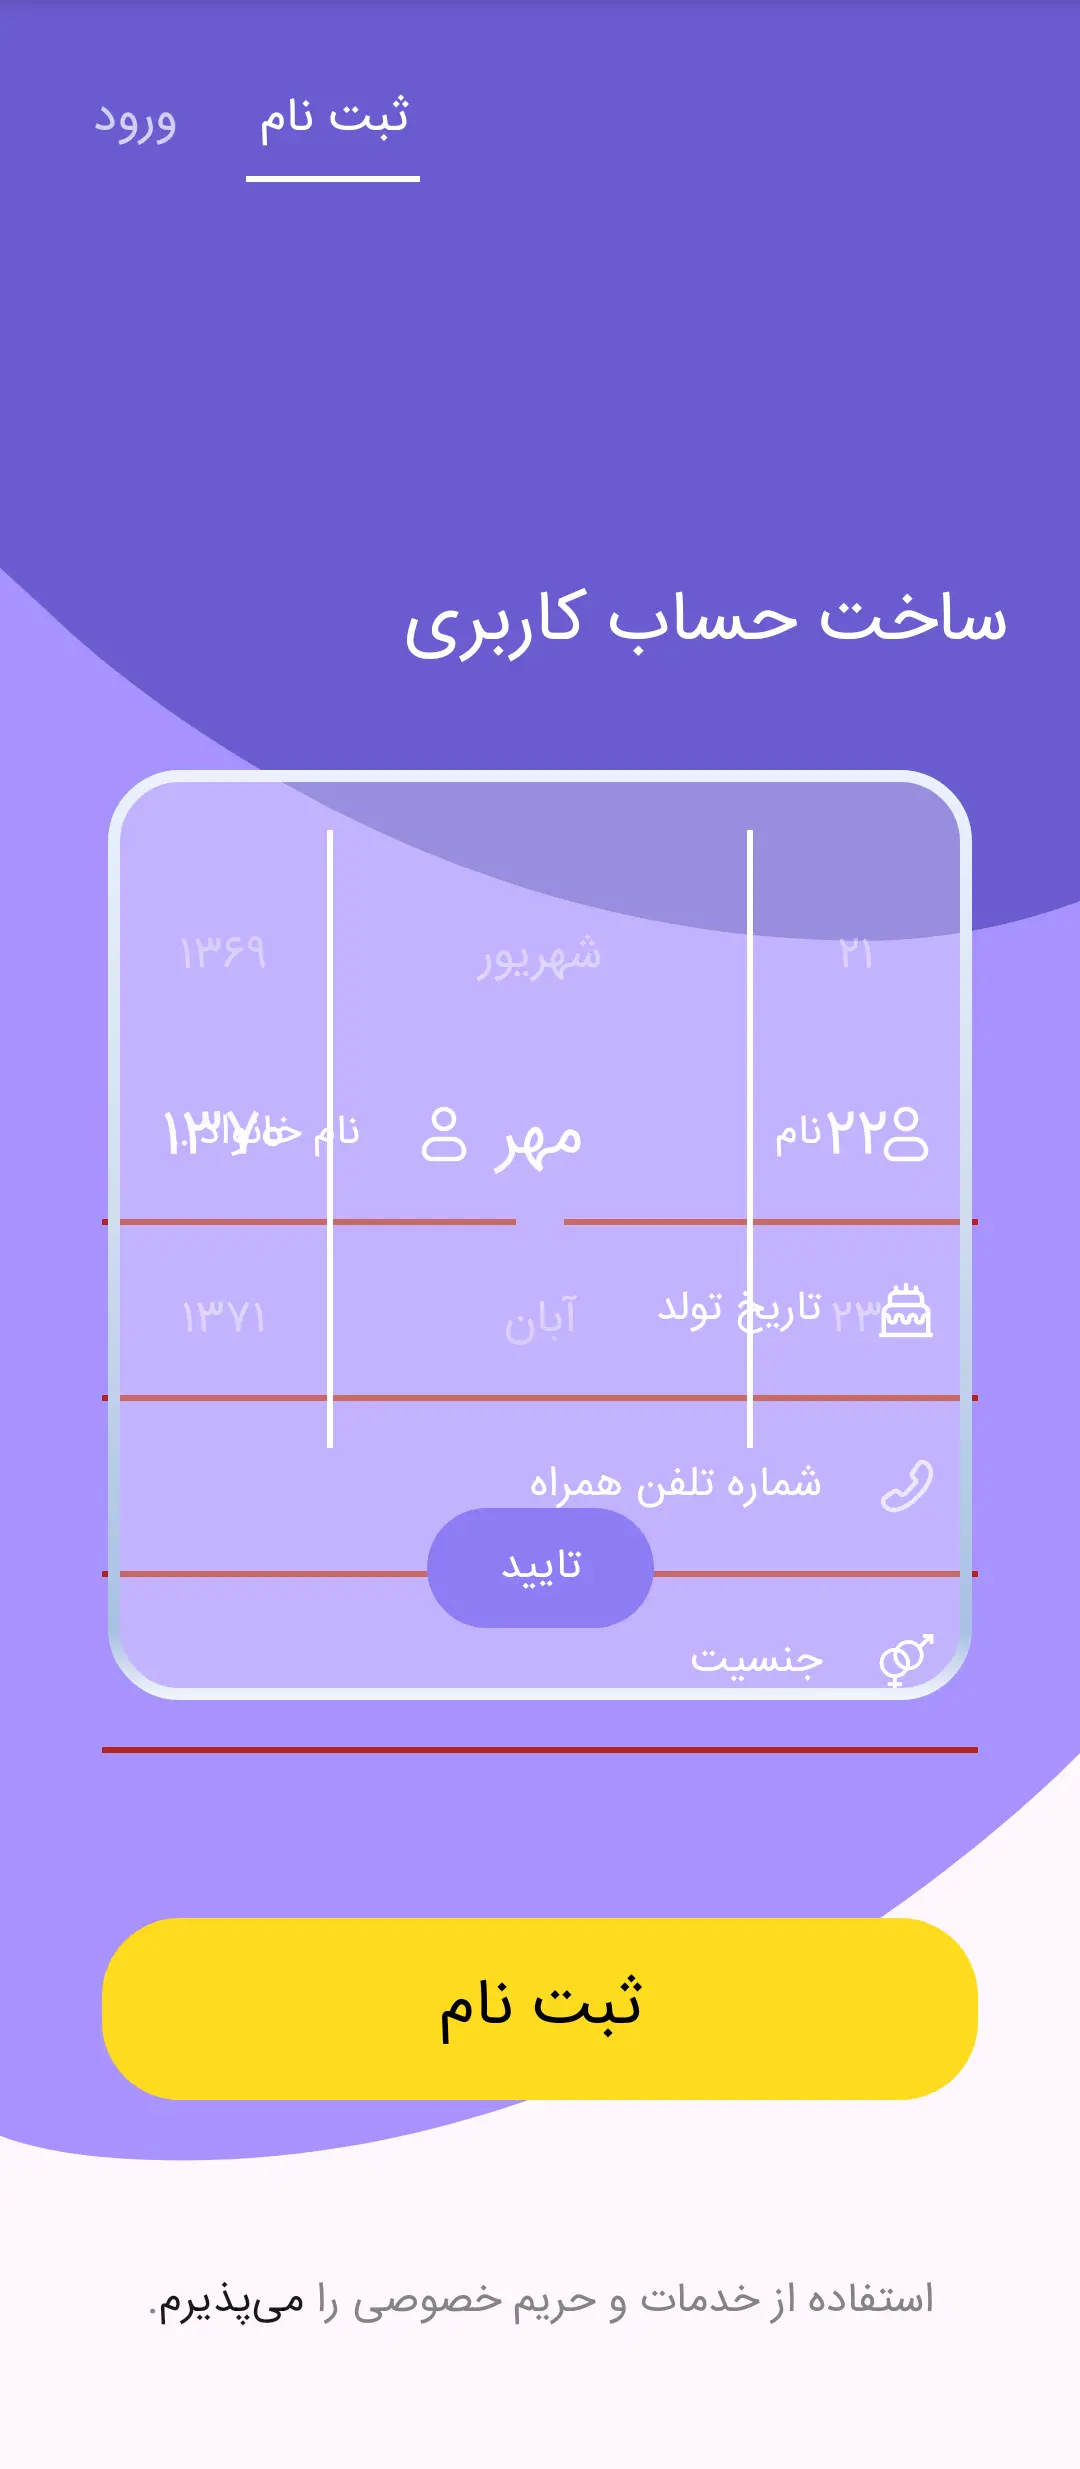 ثبت نام ورود
ساخت حساب کاربری
۲۱ شهریور ۱۳۶۹
نام ۲۲ مهر نام خانواد... ۱۳۷۰
تاریخ تولد ۲۳ آبان ۱۳۷۱
شماره تلفن همراه
تایید
جنسیت
ثبت نام
استفاده از خدمات و حریم خصوصی را می‌پذیرم.